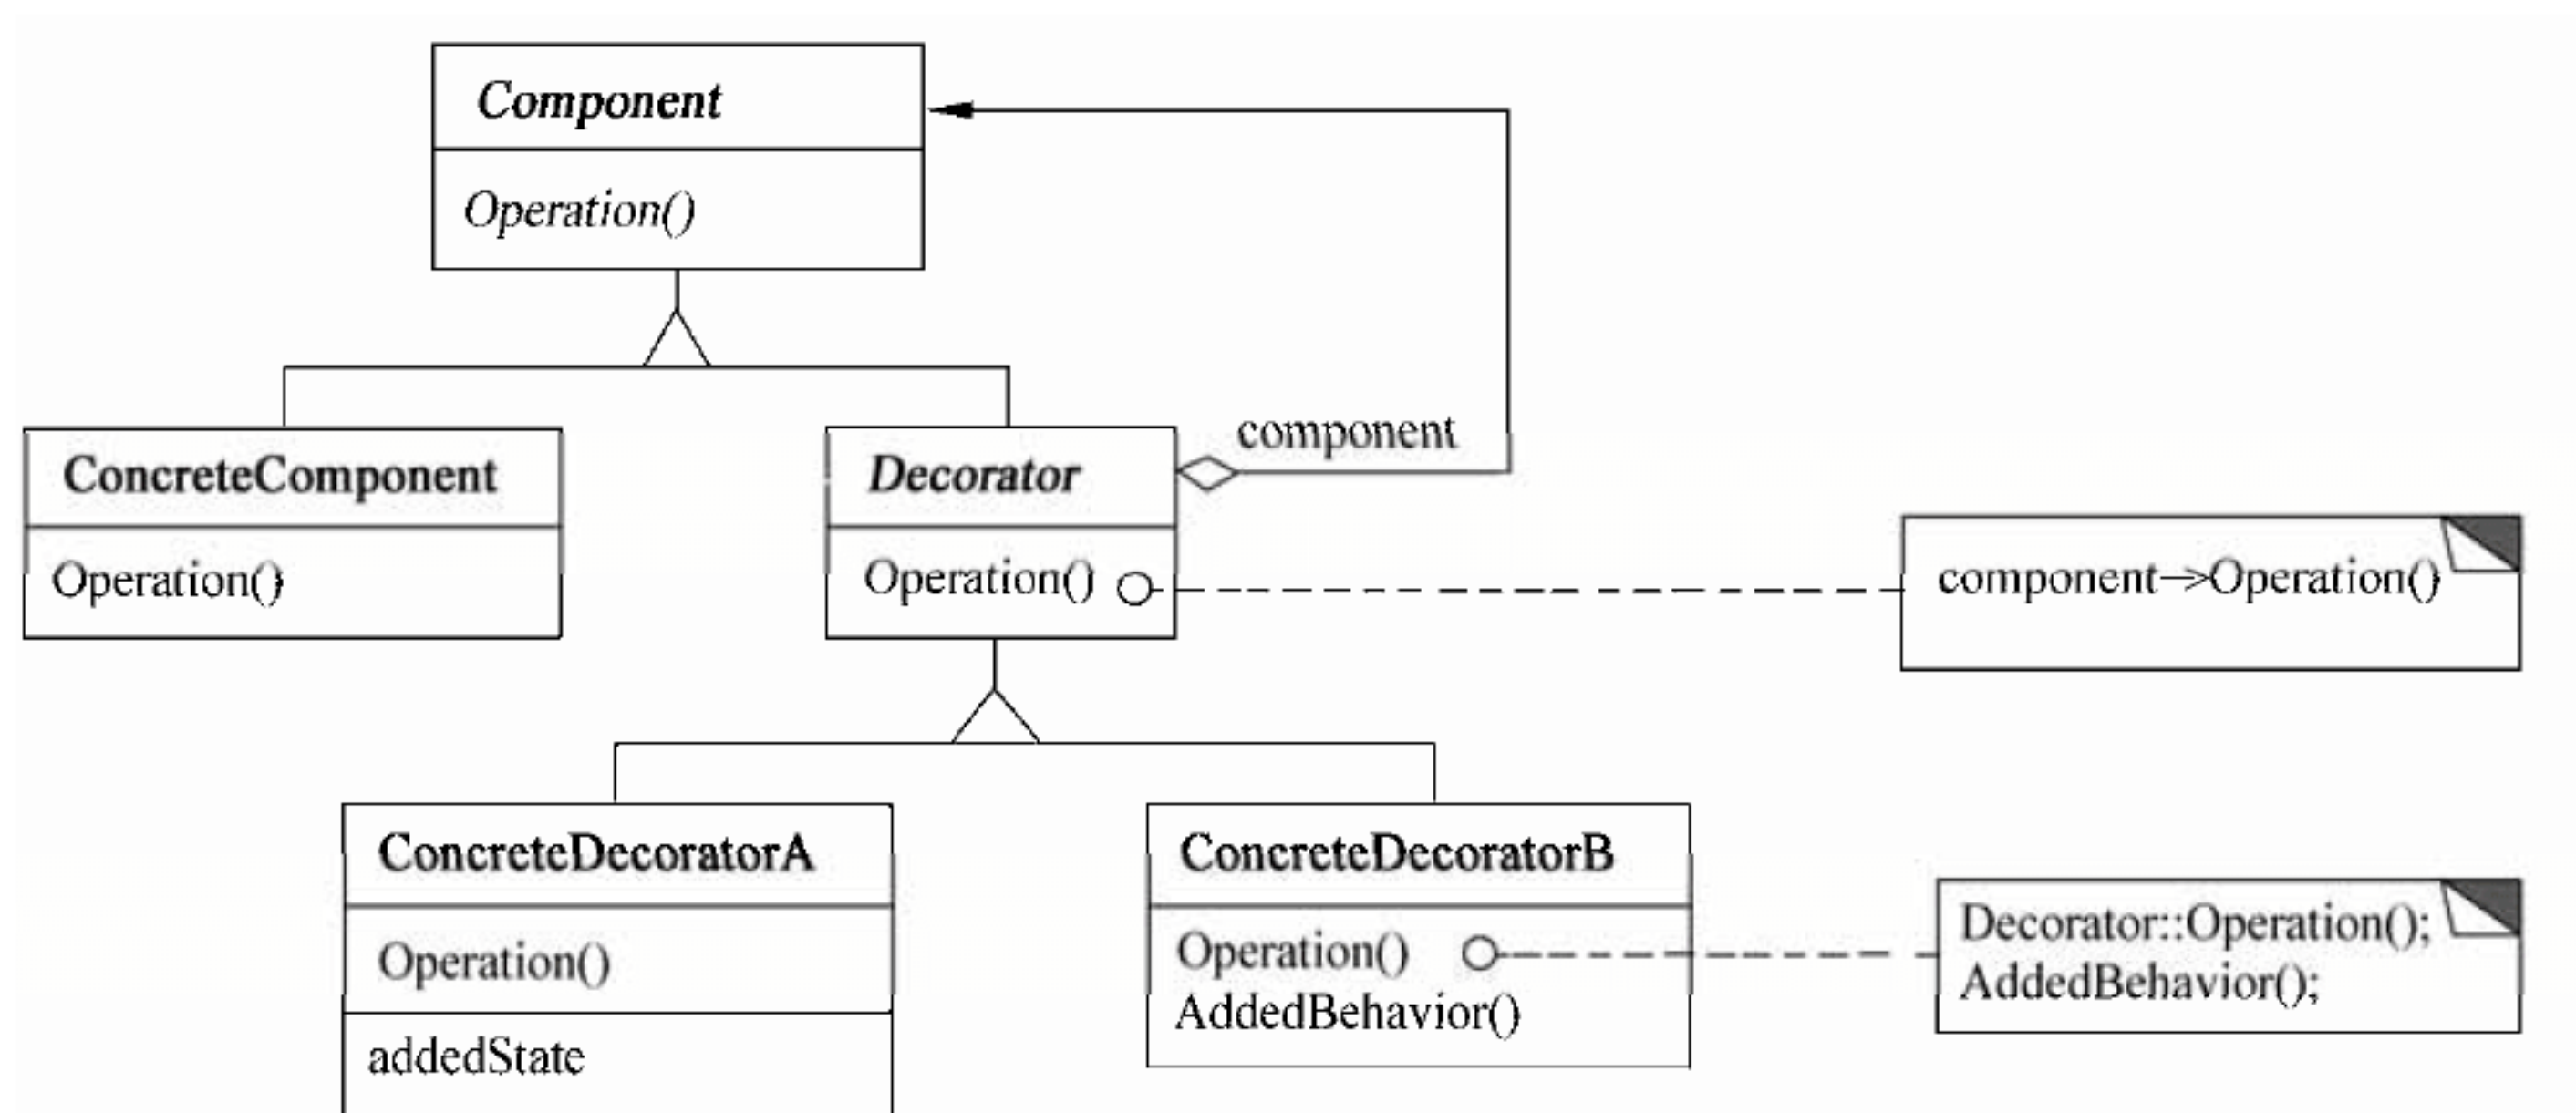 Component
Operation()
component
ConcreteComponent
Operation()
Decorator
Operation()
component->Operation()
ConcreteDecoratorA
Operation()
addedState
ConcreteDecoratorB
Operation()
AddedBehavior()
Decorator::Operation();
AddedBehavior();